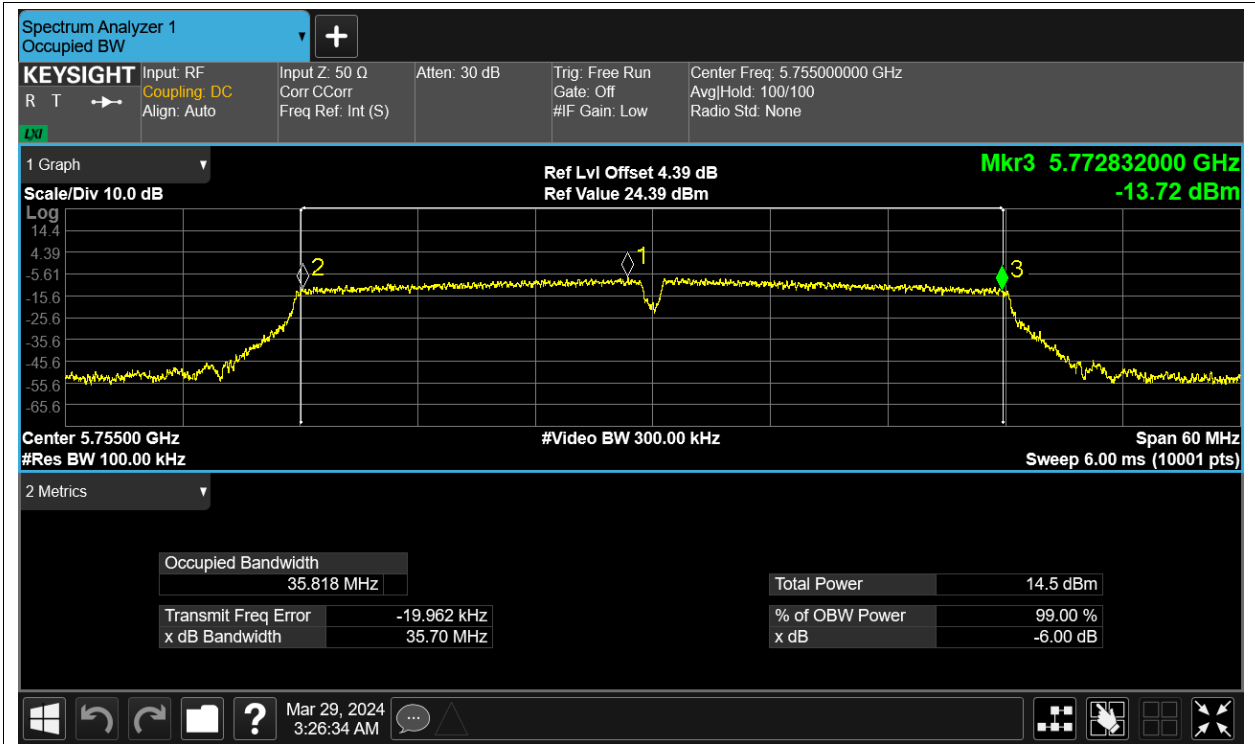 Spectrum Analyzer 1
Occupied BW
KEYSIGHT
R T
LXI
Input: RF
Coupling: DC
Align: Auto
Input Z: 50 Ω
Corr CCorr
Freq Ref: Int (S)
Atten: 30 dB
Trig: Free Run
Gate: Off
#IF Gain: Low
Center Freq: 5.755000000 GHz
Avg|Hold: 100/100
Radio Std: None
1 Graph
Scale/Div 10.0 dB
Ref Lvl Offset 4.39 dB
Ref Value 24.39 dBm
Mkr3 5.772832000 GHz
-13.72 dBm
Log
14.4
4.39
-5.61
-15.6
-25.6
-35.6
-45.6
-55.6
-65.6
2
1
3
Center 5.75500 GHz
#Res BW 100.00 kHz
#Video BW 300.00 kHz
Span 60 MHz
Sweep 6.00 ms (10001 pts)
2 Metrics
Occupied Bandwidth
35.818 MHz
Transmit Freq Error -19.962 kHz
x dB Bandwidth 35.70 MHz
Total Power 14.5 dBm
% of OBW Power 99.00 %
x dB -6.00 dB
?
Mar 29, 2024
3:26:34 AM